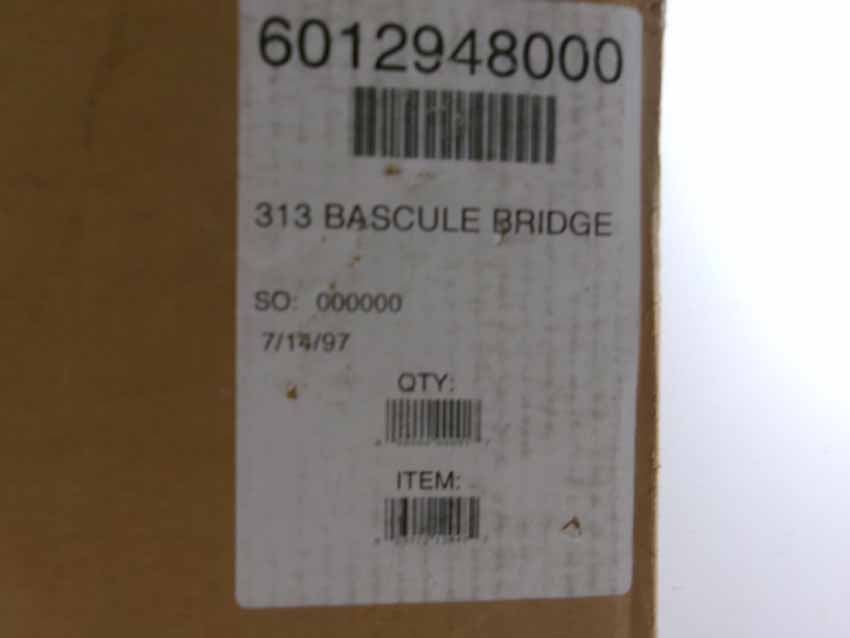 6012948000
313 BASCULE BRIDGE
SO: 000000
7/14/97
QTY:
ITEM: